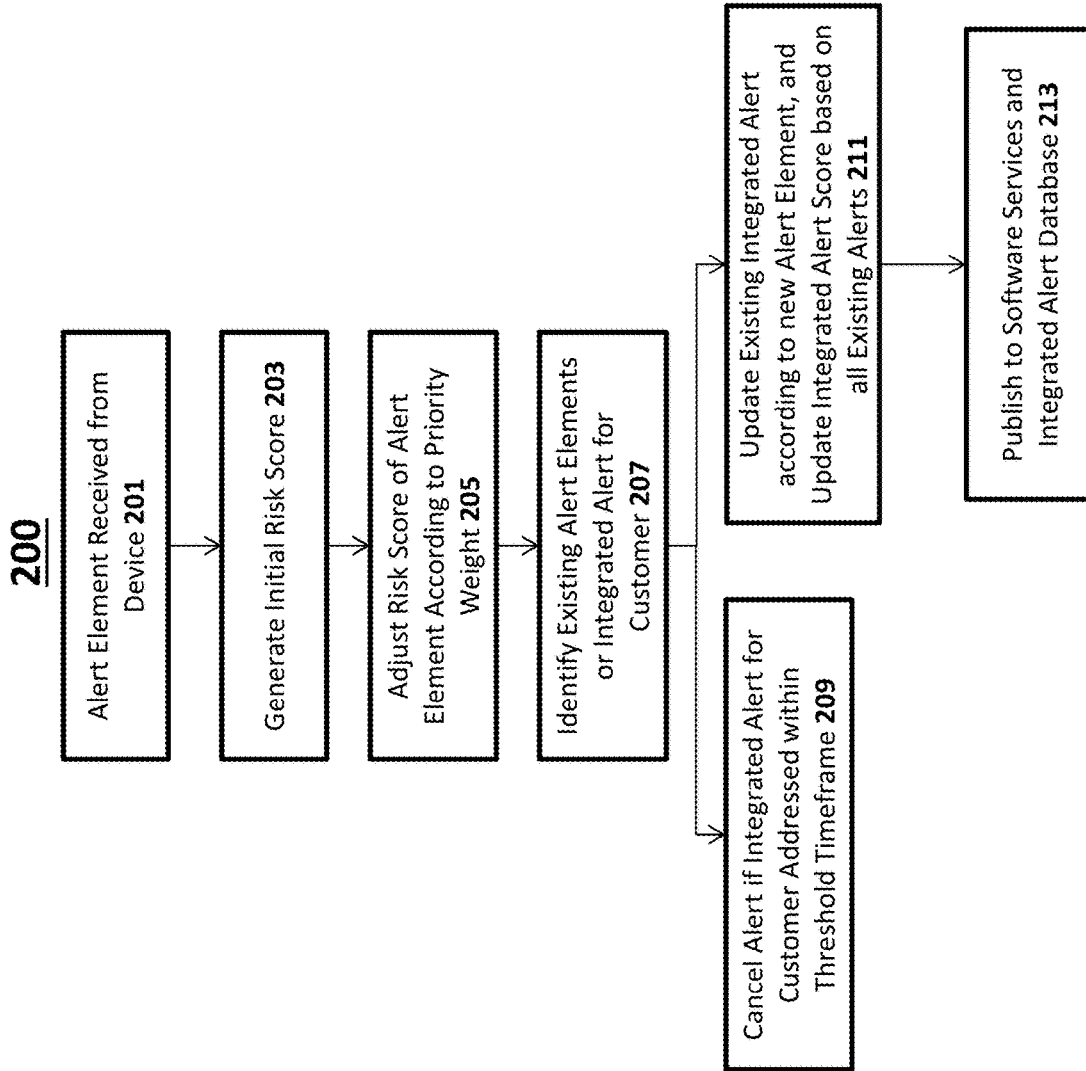 200
Alert Element Received from
Device 201
Generate Initial Risk Score 203
Adjust Risk Score of Alert
Element According to Priority
Weight 205
Identify Existing Alert Elements
or Integrated Alert for
Customer 207
Cancel Alert if Integrated Alert for
Customer Addressed within
Threshold Timeframe 209
Update Existing Integrated Alert
according to new Alert Element, and
Update Integrated Alert Score based on
all Existing Alerts 211
Publish to Software Services and
Integrated Alert Database 213